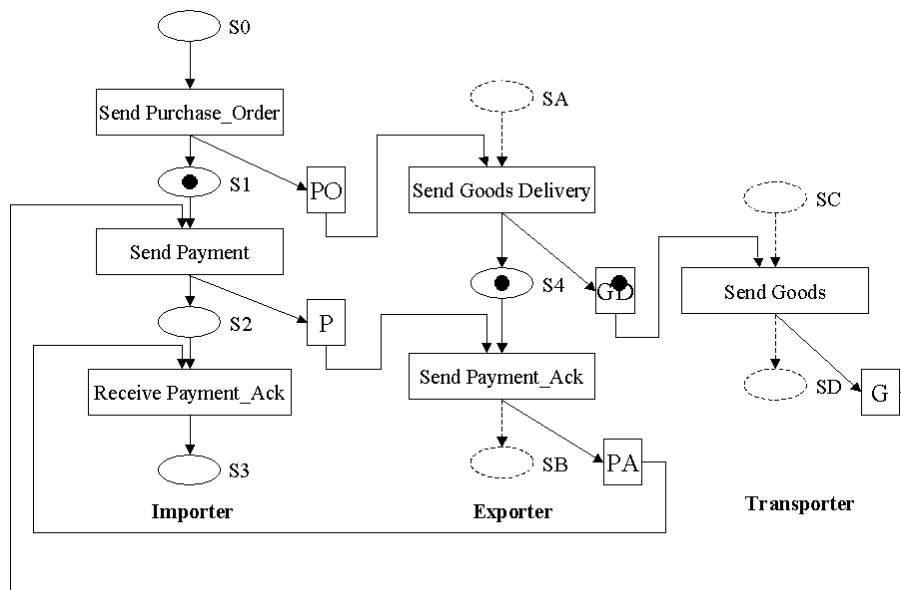 S0
Send Purchase_Order
SA
S1
PO
Send Goods Delivery
SC
Send Payment
S4
GD
Send Goods
S2
P
Send Payment_Ack
Receive Payment_Ack
SD
G
S3
SB
PA
Importer
Exporter
Transporter